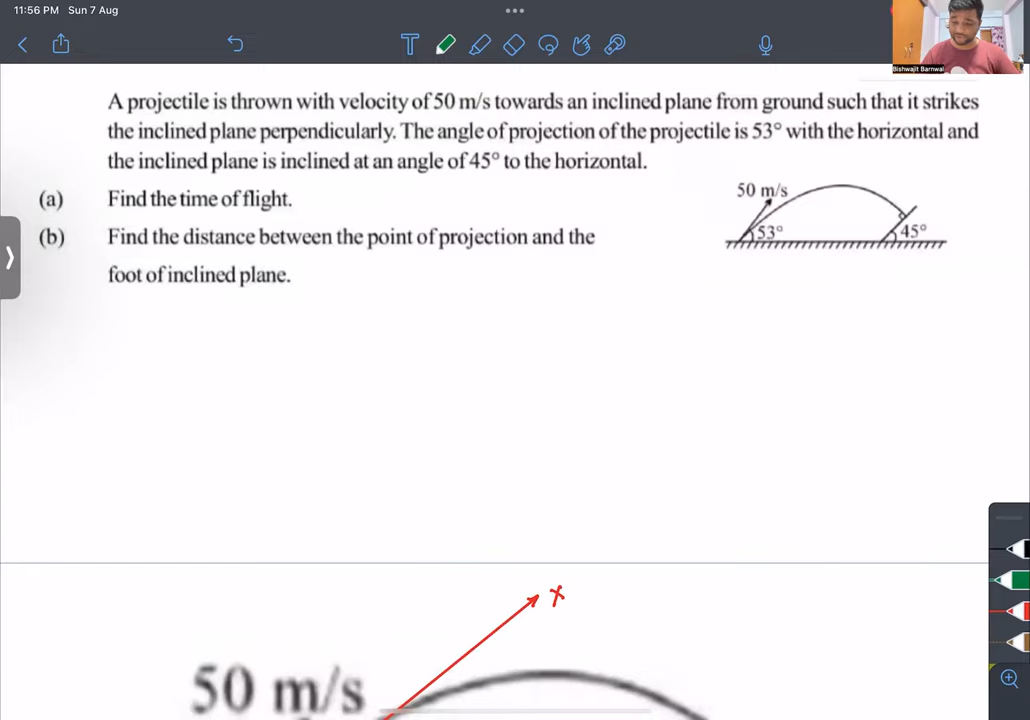 11:56 PM Sun 7 Aug
T
Bishwajit Barnwal
A projectile is thrown with velocity of 50 m/s towards an inclined plane from ground such that it strikes
the inclined plane perpendicularly. The angle of projection of the projectile is 53° with the horizontal and
the inclined plane is inclined at an angle of 45° to the horizontal.
(a) Find the time of flight.
(b) Find the distance between the point of projection and the
foot of inclined plane.
50 m/s
53°
45°
x
50 m/s